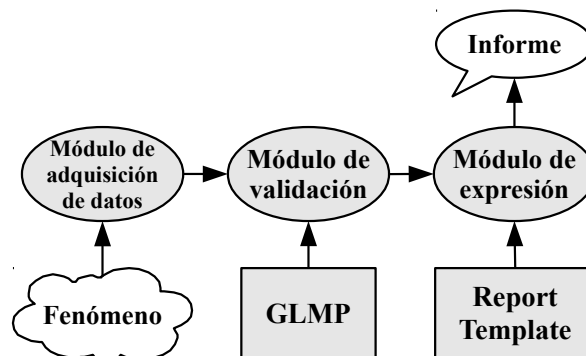 Informe
Módulo de
adquisición
de datos
Módulo de
validación
Módulo de
expresión
Fenómeno
GLMP
Report
Template